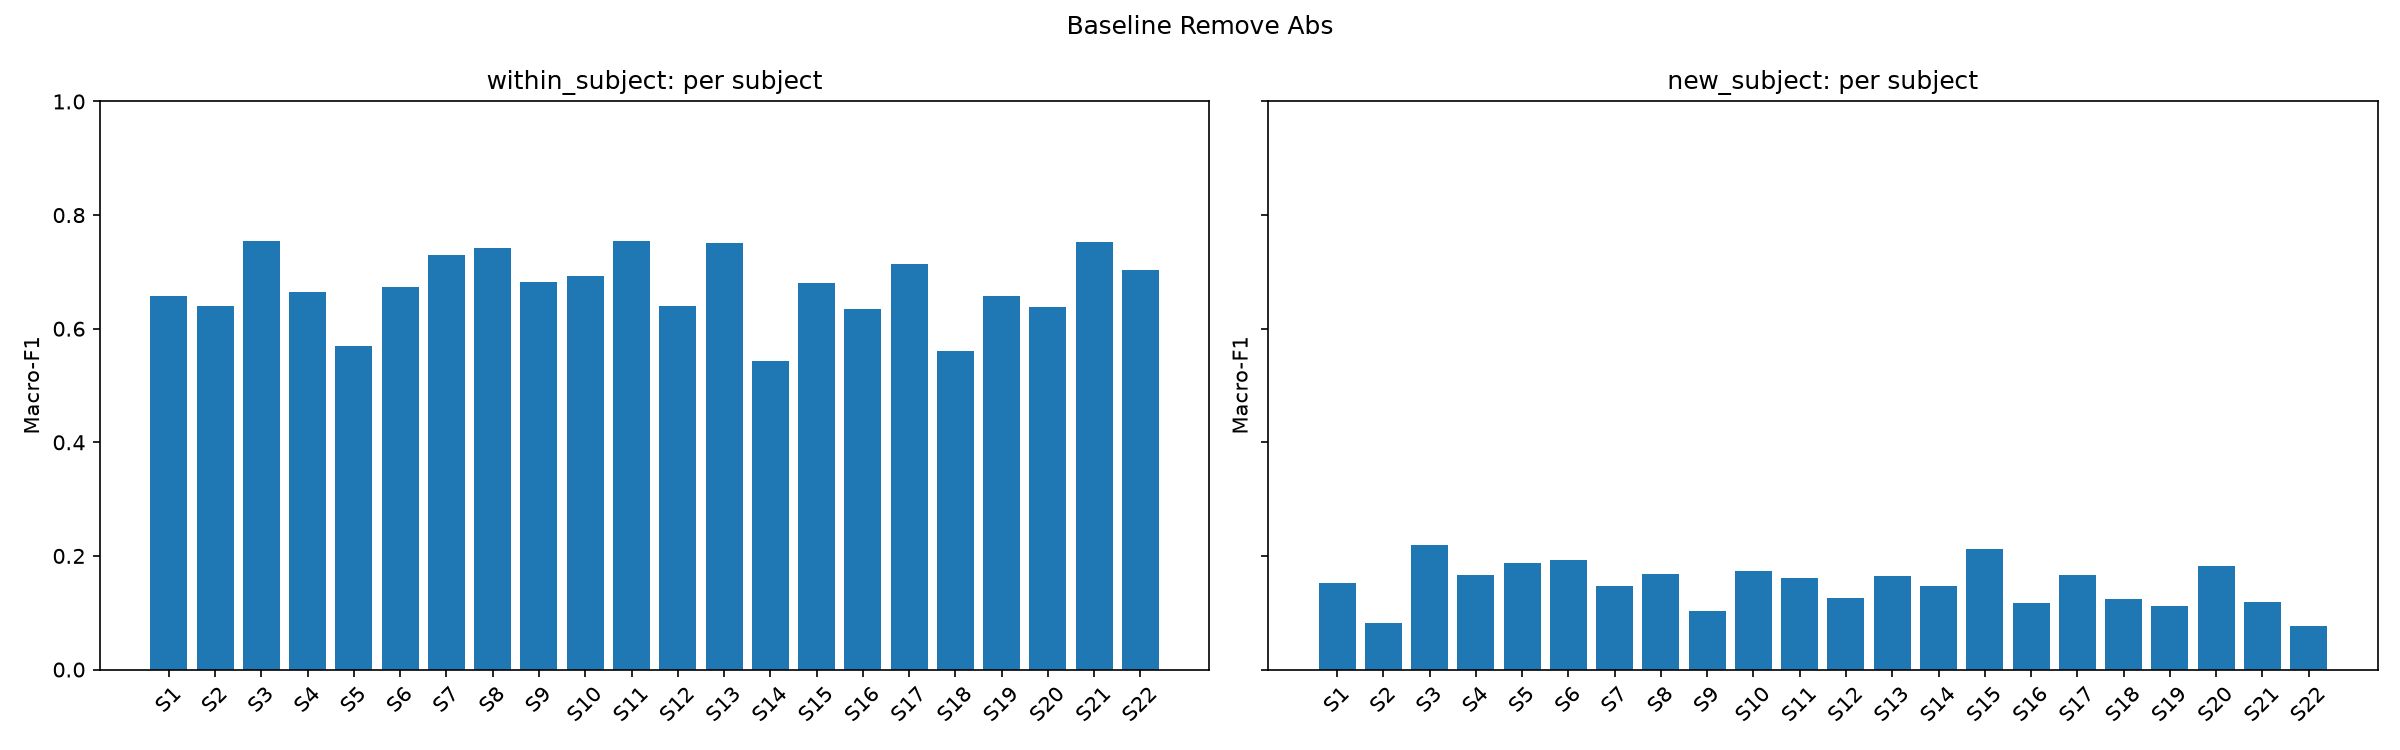 Baseline Remove Abs
within_subject: per subject
Macro-F1
1.0
0.8
0.6
0.4
0.2
0.0
S1 S2 S3 S4 S5 S6 S7 S8 S9 S10 S11 S12 S13 S14 S15 S16 S17 S18 S19 S20 S21 S22
new_subject: per subject
Macro-F1
S1 S2 S3 S4 S5 S6 S7 S8 S9 S10 S11 S12 S13 S14 S15 S16 S17 S18 S19 S20 S21 S22